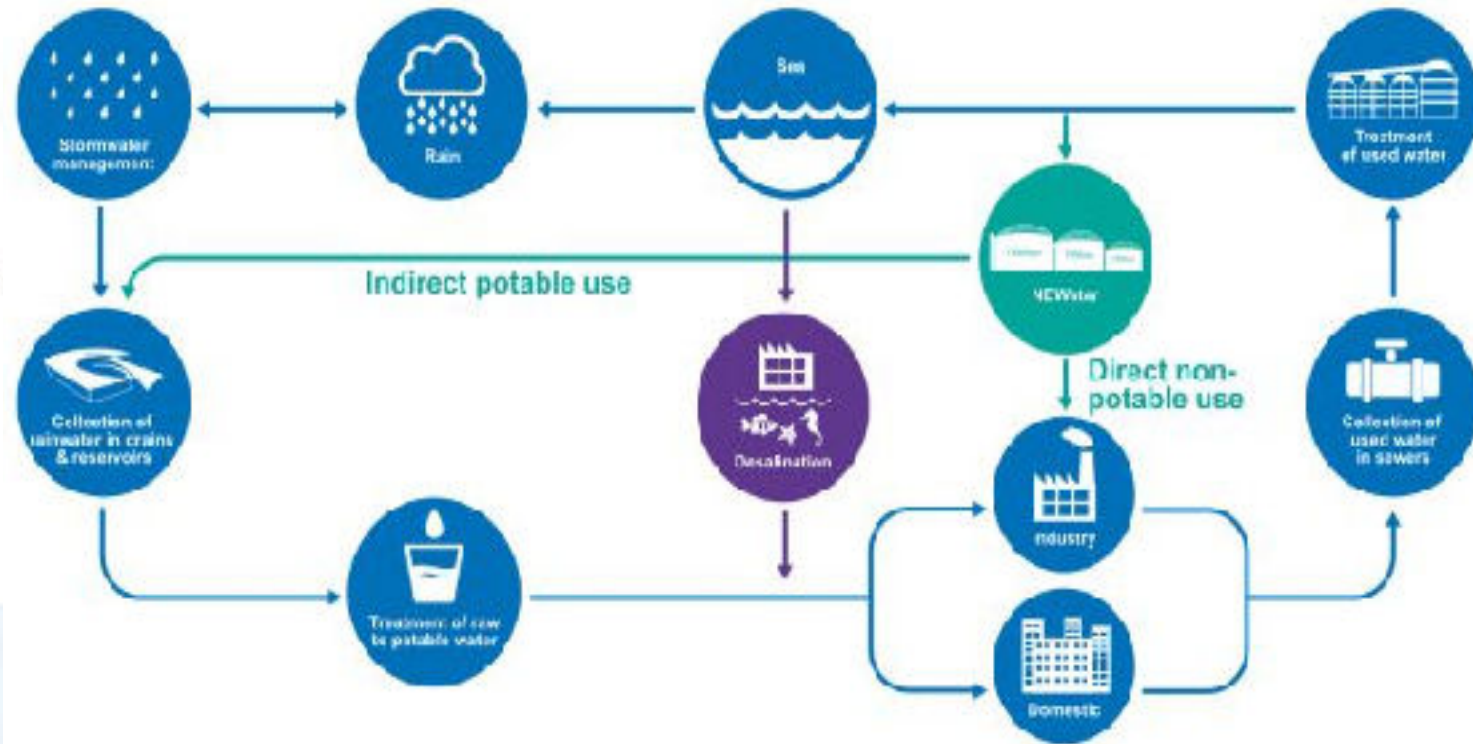 Stormwater
management
Rain
Sea
Treatment
of used water
NEWater
Indirect potable use
Direct non-
potable use
Collection of
rainwater in drains
& reservoirs
Desalination
Collection of
used water
in sewers
Industry
Treatment of raw
to potable water
Domestic